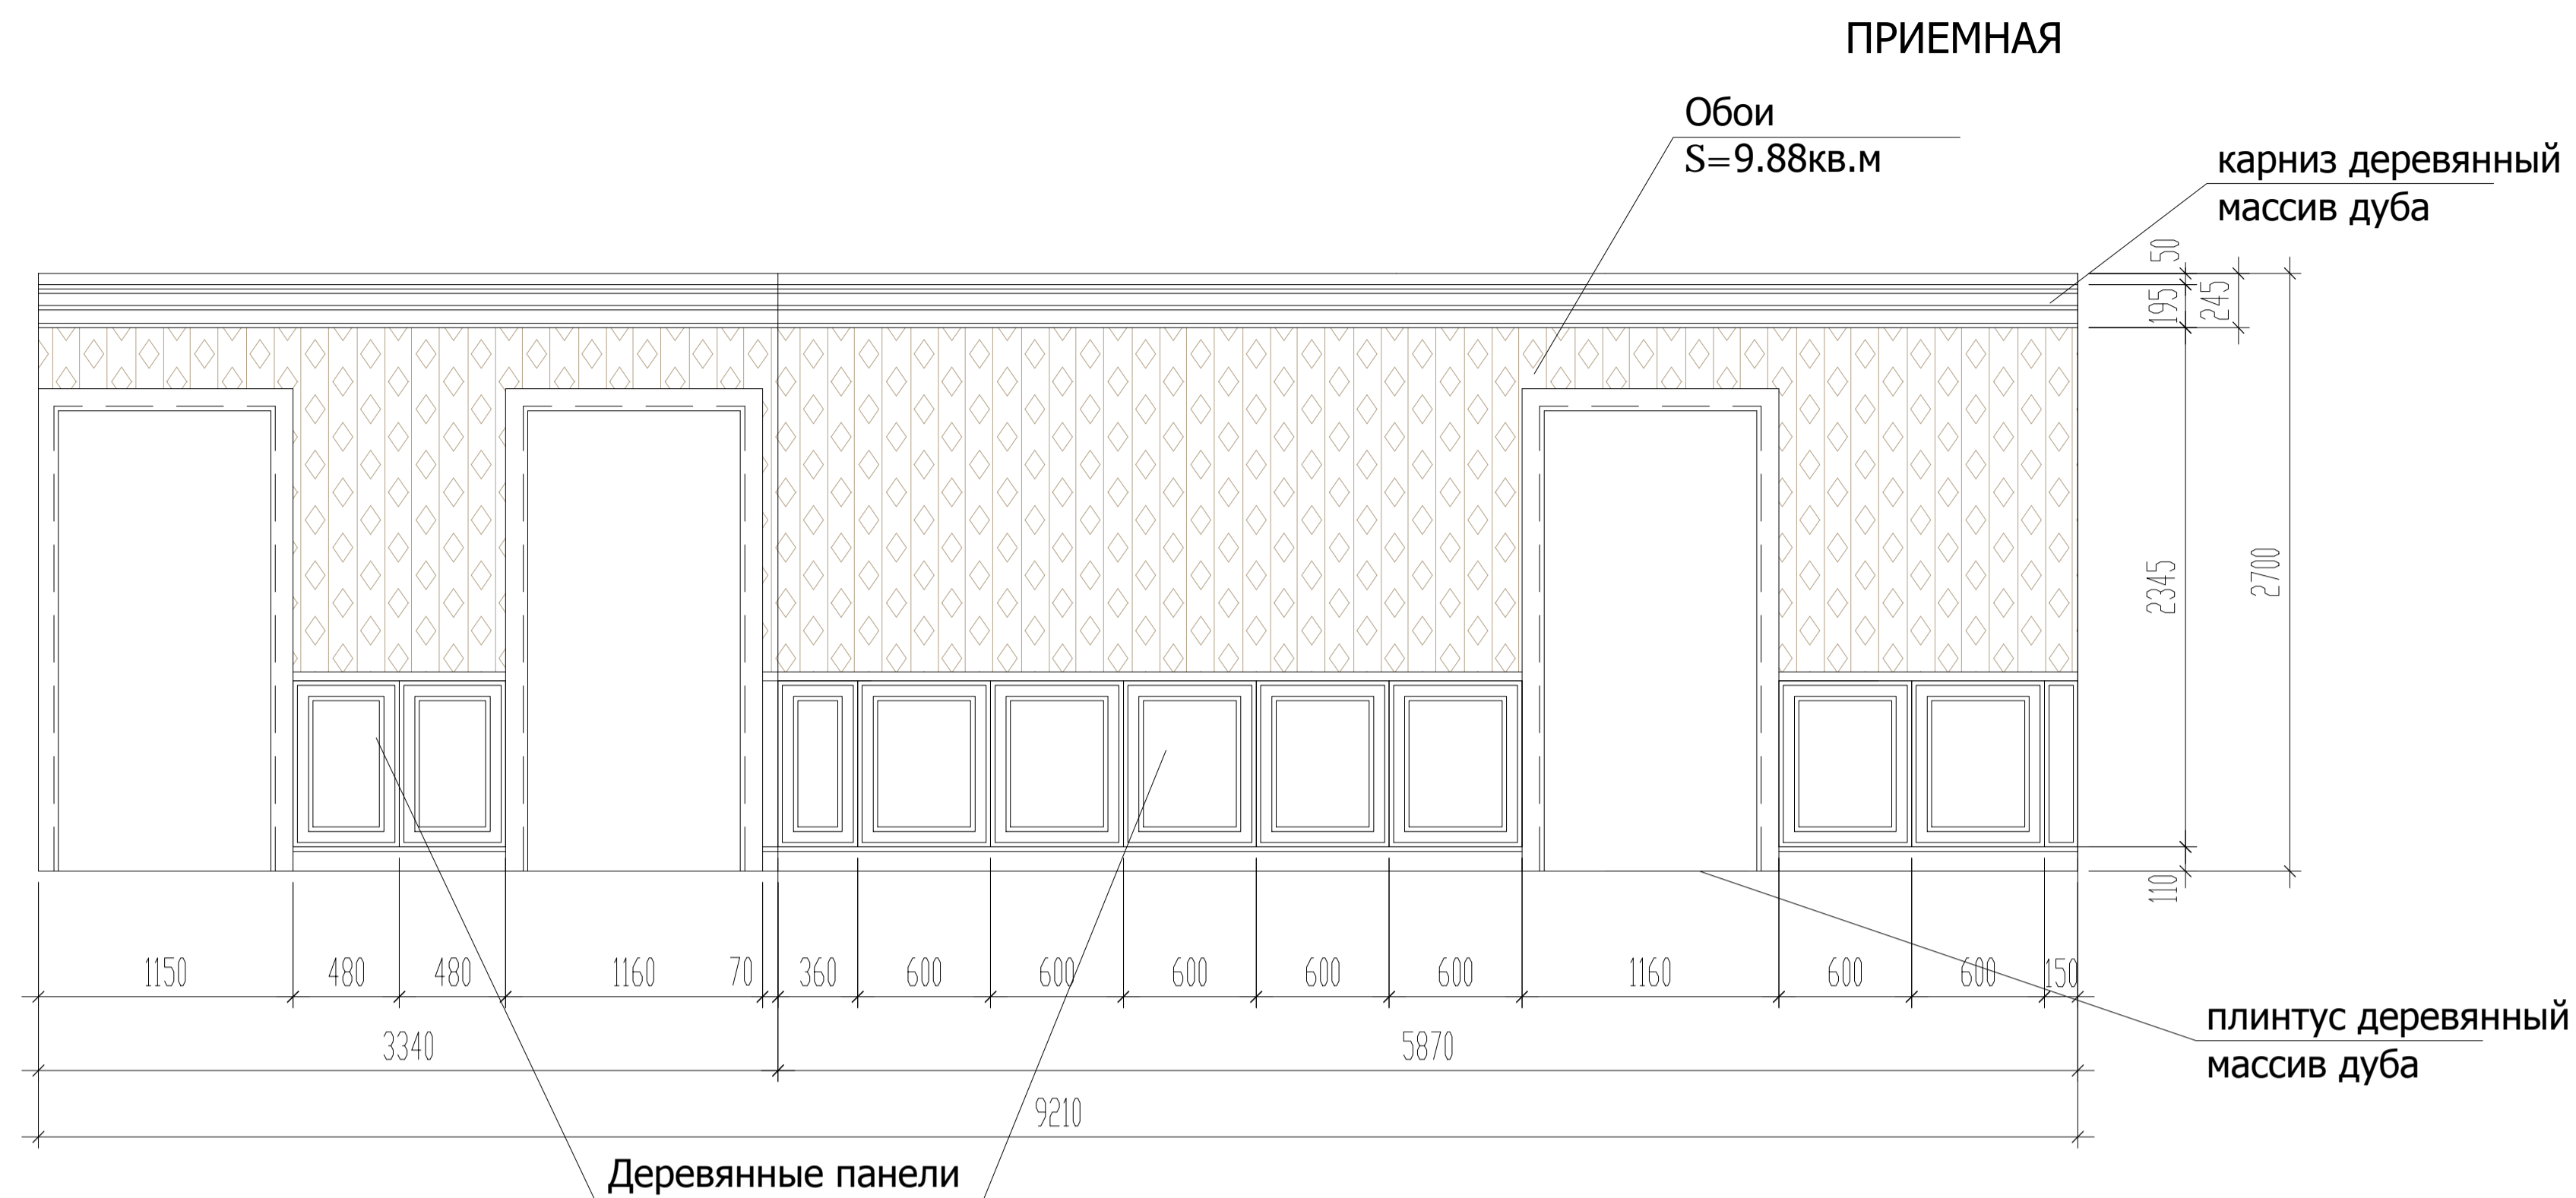 ПРИЕМНАЯ
Обои
S=9.88кв.м
карниз деревянный
массив дуба
50
195
245
2345
2700
110
1150 480 480 1160 70 360 600 600 600 600 600 1160 600 600 150
3340 5870
9210
плинтус деревянный
массив дуба
Деревянные панели